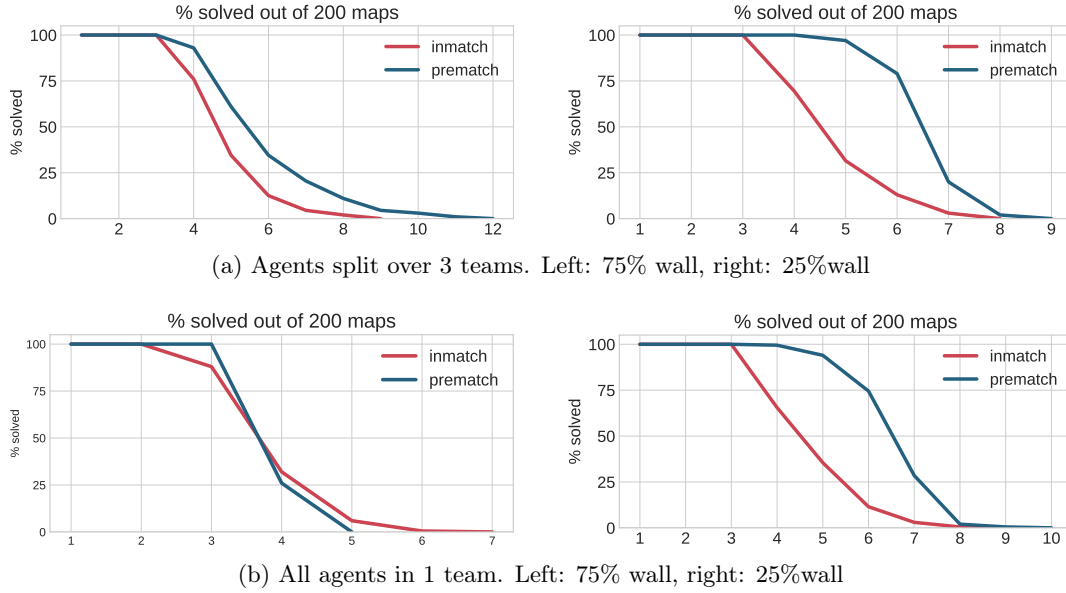 % solved out of 200 maps
% solved
100
75
50
25
0
2 4 6 8 10 12
inmatch
prematch
% solved out of 200 maps
% solved
100
75
50
25
0
1 2 3 4 5 6 7 8 9
inmatch
prematch
(a) Agents split over 3 teams. Left: 75% wall, right: 25%wall
% solved out of 200 maps
% solved
100
75
50
25
0
1 2 3 4 5 6 7
inmatch
prematch
% solved out of 200 maps
% solved
100
75
50
25
0
1 2 3 4 5 6 7 8 9 10
inmatch
prematch
(b) All agents in 1 team. Left: 75% wall, right: 25%wall